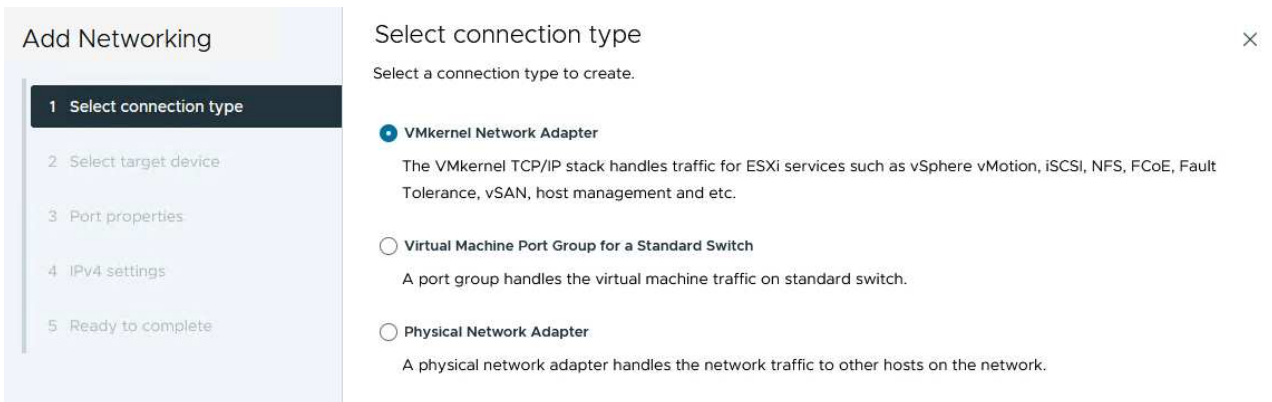 Add Networking
1 Select connection type
2 Select target device
3 Port properties
4 IPv4 settings
5 Ready to complete
Select connection type
Select a connection type to create.
VMkernel Network Adapter
The VMkernel TCP/IP stack handles traffic for ESXi services such as vSphere vMotion, iSCSI, NFS, FCoE, Fault
Tolerance, vSAN, host management and etc.
Virtual Machine Port Group for a Standard Switch
A port group handles the virtual machine traffic on standard switch.
Physical Network Adapter
A physical network adapter handles the network traffic to other hosts on the network.